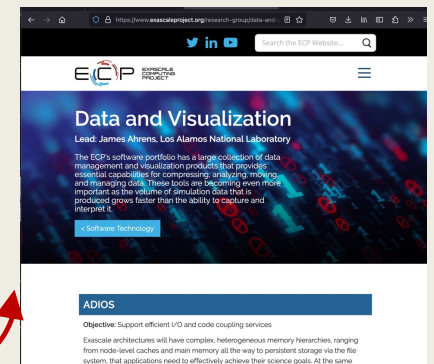 https://www.exascaleproject.org/research-group/data-and-
Search the ECP Website...
ECP EXASCALE COMPUTING PROJECT
Data and Visualization
Lead: James Ahrens, Los Alamos National Laboratory
The ECP's software portfolio has a large collection of data
management and visualization products that provides
essential capabilities for compressing, analyzing, moving,
and managing data. These tools are becoming even more
important as the volume of simulation data that is
produced grows faster than the ability to capture and
interpret it.
< Software Technology
ADIOS
Objective: Support efficient I/O and code coupling services
Exascale architectures will have complex, heterogeneous memory hierarchies, ranging
from node-level caches and main memory all the way to persistent storage via the file
system, that applications need to effectively achieve their science goals. At the same